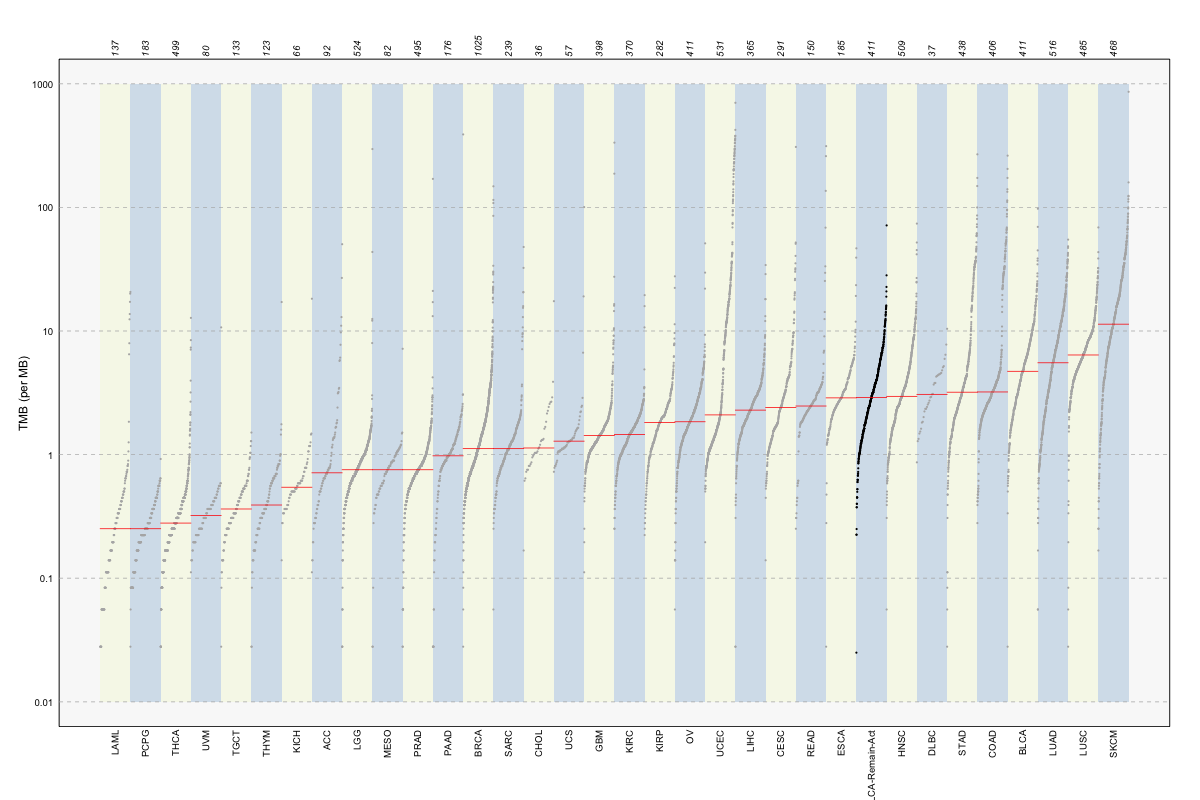 137 183 499 80 133 123 66 92 524 82 495 176 1025 239 36 57 398 370 282 411 531 365 291 150 185 411 509 37 438 406 411 516 485 468
1000
100
10
1
0.1
0.01
TMB (per MB)
LAML PCPG THCA UVM TGCT THYM KICH ACC LGG MESO PRAD PAAD BRCA SARC CHOL UCS GBM KIRC KIRP OV UCEC LIHC CESC READ ESCA .CA-Remain-Act HNSC DLBC STAD COAD BLCA LUAD LUSC SKCM